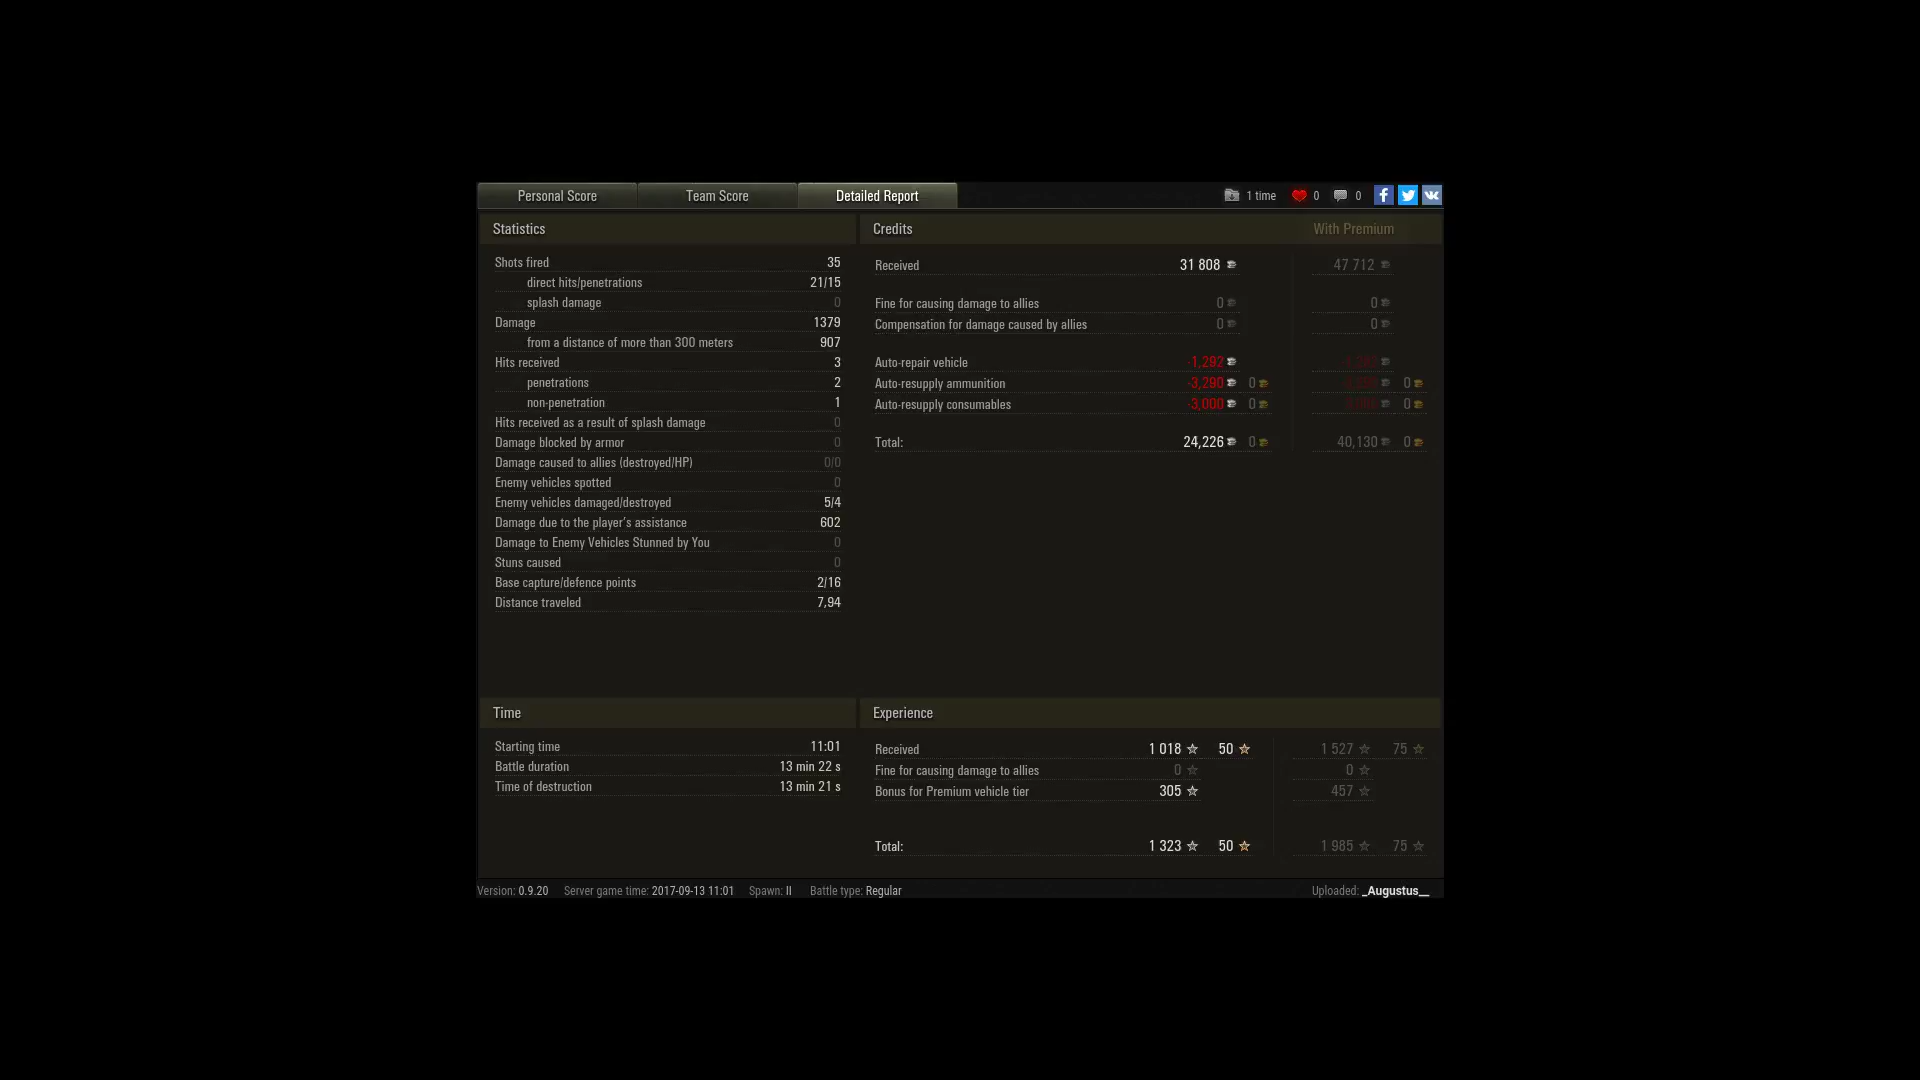 Personal Score Team Score Detailed Report 1 time 0 0
Statistics
Shots fired 35
direct hits/penetrations 21/15
splash damage 0
Damage 1379
from a distance of more than 300 meters 907
Hits received 3
penetrations 2
non-penetration 1
Hits received as a result of splash damage 0
Damage blocked by armor 0
Damage caused to allies (destroyed/HP) 0/0
Enemy vehicles spotted 0
Enemy vehicles damaged/destroyed 5/4
Damage due to the player's assistance 602
Damage to Enemy Vehicles Stunned by You 0
Stuns caused 0
Base capture/defence points 2/16
Distance traveled 7,94
Credits With Premium
Received 31 808 47 712
Fine for causing damage to allies 0 0
Compensation for damage caused by allies 0 0
Auto-repair vehicle -1,292
Auto-resupply ammunition -3,290 0 0
Auto-resupply consumables -3,000 0 0
Total: 24,226 0 40,130 0
Time
Starting time 11:01
Battle duration 13 min 22 s
Time of destruction 13 min 21 s
Experience
Received 1 018 50 1 527 75
Fine for causing damage to allies 0 0
Bonus for Premium vehicle tier 305 457
Total: 1 323 50 1 985 75
Version: 0.9.20 Server game time: 2017-09-13 11:01 Spawn: II Battle type: Regular Uploaded: _Augustus__